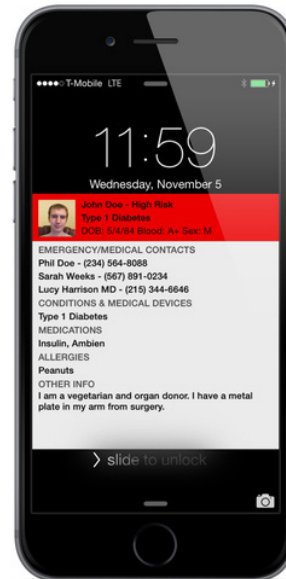 T-Mobile LTE
11:59
Wednesday, November 5
John Doe - High Risk
Type 1 Diabetes
DOB: 5/4/84 Blood: A+ Sex: M
EMERGENCY/MEDICAL CONTACTS
Phil Doe - (234) 564-8088
Sarah Weeks - (567) 891-0234
Lucy Harrison MD - (215) 344-6646
CONDITIONS & MEDICAL DEVICES
Type 1 Diabetes
MEDICATIONS
Insulin, Ambien
ALLERGIES
Peanuts
OTHER INFO
I am a vegetarian and organ donor. I have a metal
plate in my arm from surgery.
slide to unlock